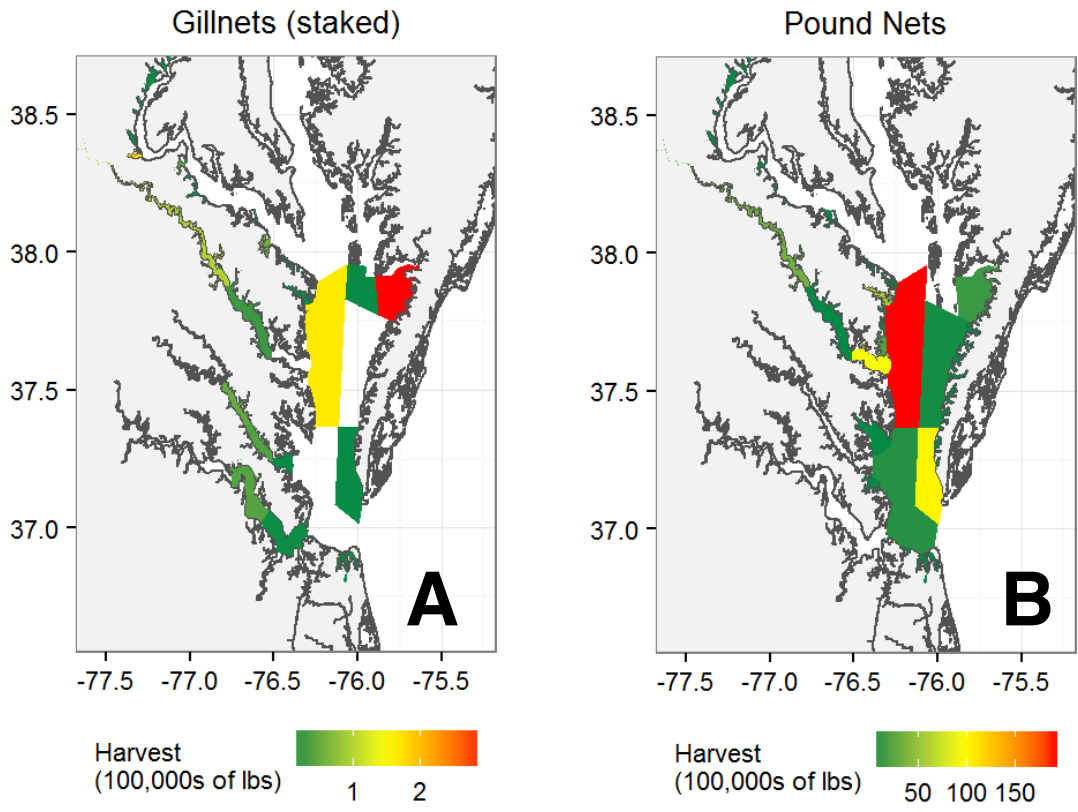 Gillnets (staked)
38.5
38.0
37.5
37.0
A
-77.5 -77.0 -76.5 -76.0 -75.5
Harvest
(100,000s of lbs)
1 2
Pound Nets
38.5
38.0
37.5
37.0
B
-77.5 -77.0 -76.5 -76.0 -75.5
Harvest
(100,000s of lbs)
50 100 150